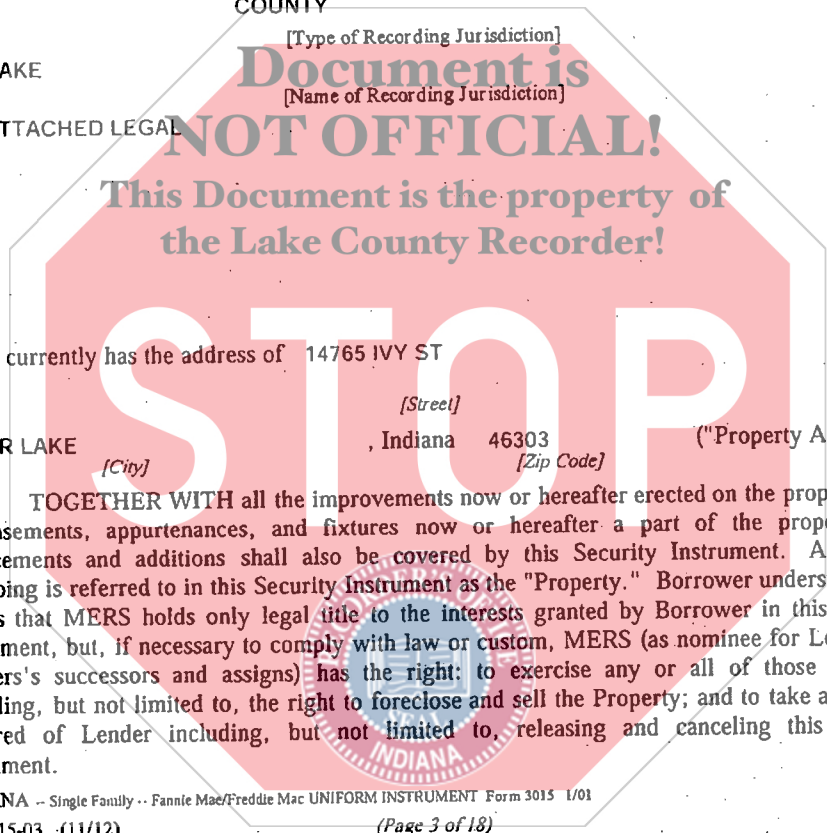 COUNTY
[Type of Recording Jurisdiction]
AKE
[Name of Recording Jurisdiction]
TTACHED LEGAL
Document is
NOT OFFICIAL!
This Document is the property of
the Lake County Recorder!
STOP
currently has the address of 14765 IVY ST
[Street]
R LAKE , Indiana 46303 ("Property A
[City] [Zip Code]
TOGETHER WITH all the improvements now or hereafter erected on the prop
sements, appurtenances, and fixtures now or hereafter a part of the prope
cements and additions shall also be covered by this Security Instrument. A
oing is referred to in this Security Instrument as the "Property." Borrower unders
s that MERS holds only legal title to the interests granted by Borrower in this
ment, but, if necessary to comply with law or custom, MERS (as nominee for Le
ers's successors and assigns) has the right: to exercise any or all of those
ding, but not limited to, the right to foreclose and sell the Property; and to take a
red of Lender including, but not limited to, releasing and canceling this
ment.
INDIANA
NA -- Single Family -- Fannie Mae/Freddie Mac UNIFORM INSTRUMENT Form 3015 1/01
15-03 (11/12) (Page 3 of 18)